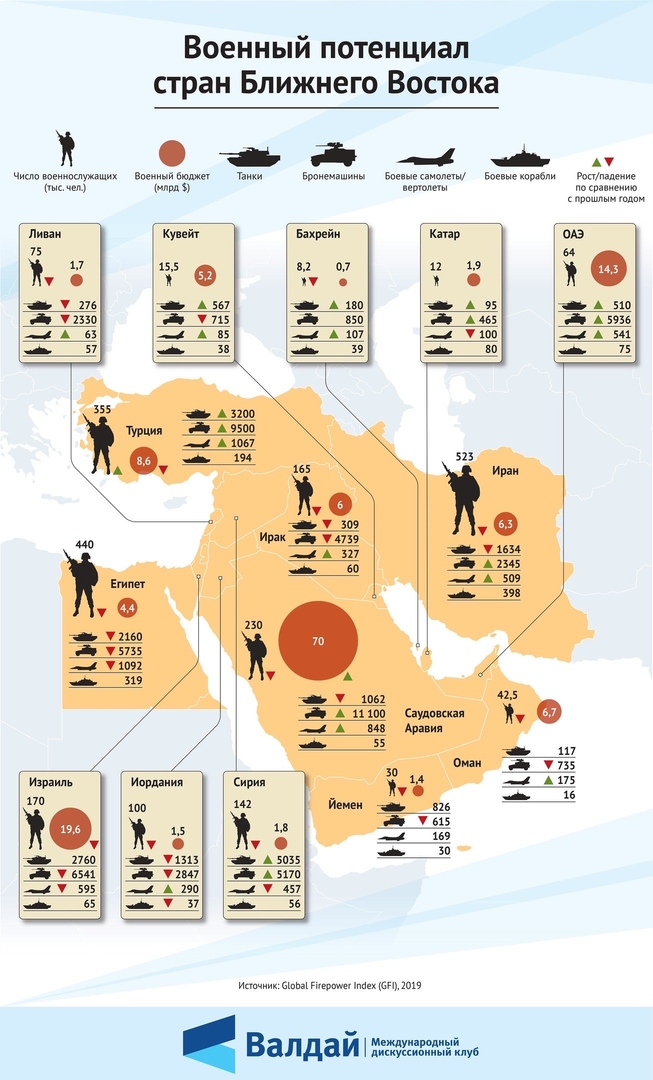 Военный потенциал
стран Ближнего Востока
Число военнослужащих
(тыс. чел.)
Военный бюджет
(млрд $)
Танки
Бронемашины
Боевые самолеты/
вертолеты
Боевые корабли
Рост/падение
по сравнению
с прошлым годом
Ливан
75
1,7
276
2330
63
57
Кувейт
15,5
5,2
567
715
85
38
Бахрейн
8,2
0,7
180
850
107
39
Катар
12
1,9
95
465
100
80
ОАЭ
64
14,3
510
5936
541
75
355
Турция
8,6
3200
9500
1067
194
165
6
Ирак
309
4739
327
60
523
Иран
6,3
1634
2345
509
398
440
Египет
4,4
2160
5735
1092
319
230
70
1062
11 100
848
55
Саудовская
Аравия
42,5
6,7
Оман
117
735
175
16
Йемен
30
1,4
826
615
169
30
Израиль
170
19,6
2760
6541
595
65
Иордания
100
1,5
1313
2847
290
37
Сирия
142
1,8
5035
5170
457
56
Источник: Global Firepower Index (GFI), 2019
Валдай
Международный
дискуссионный клуб